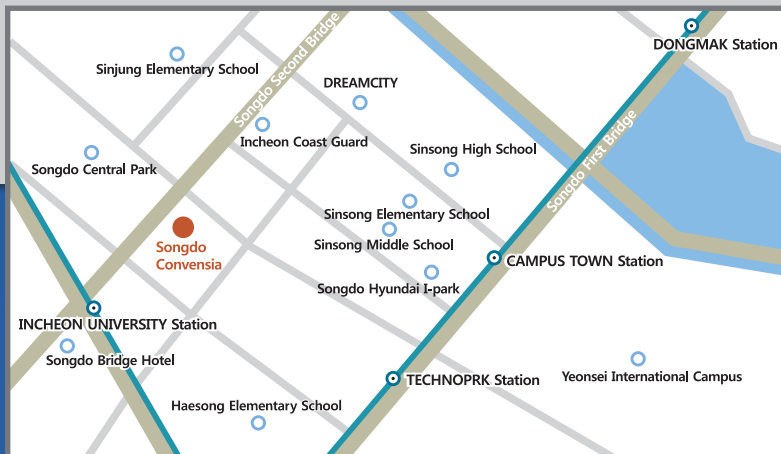 DONGMAK Station
Sinjung Elementary School
Songdo Second Bridge
DREAMCITY
Incheon Coast Guard
Sinsong High School
Songdo First Bridge
Songdo Central Park
Sinsong Elementary School
Sinsong Middle School
Songdo
Convensia
CAMPUS TOWN Station
Songdo Hyundai I-park
INCHEON UNIVERSITY Station
Songdo Bridge Hotel
TECHNOPRK Station
Yeonsei International Campus
Haesong Elementary School